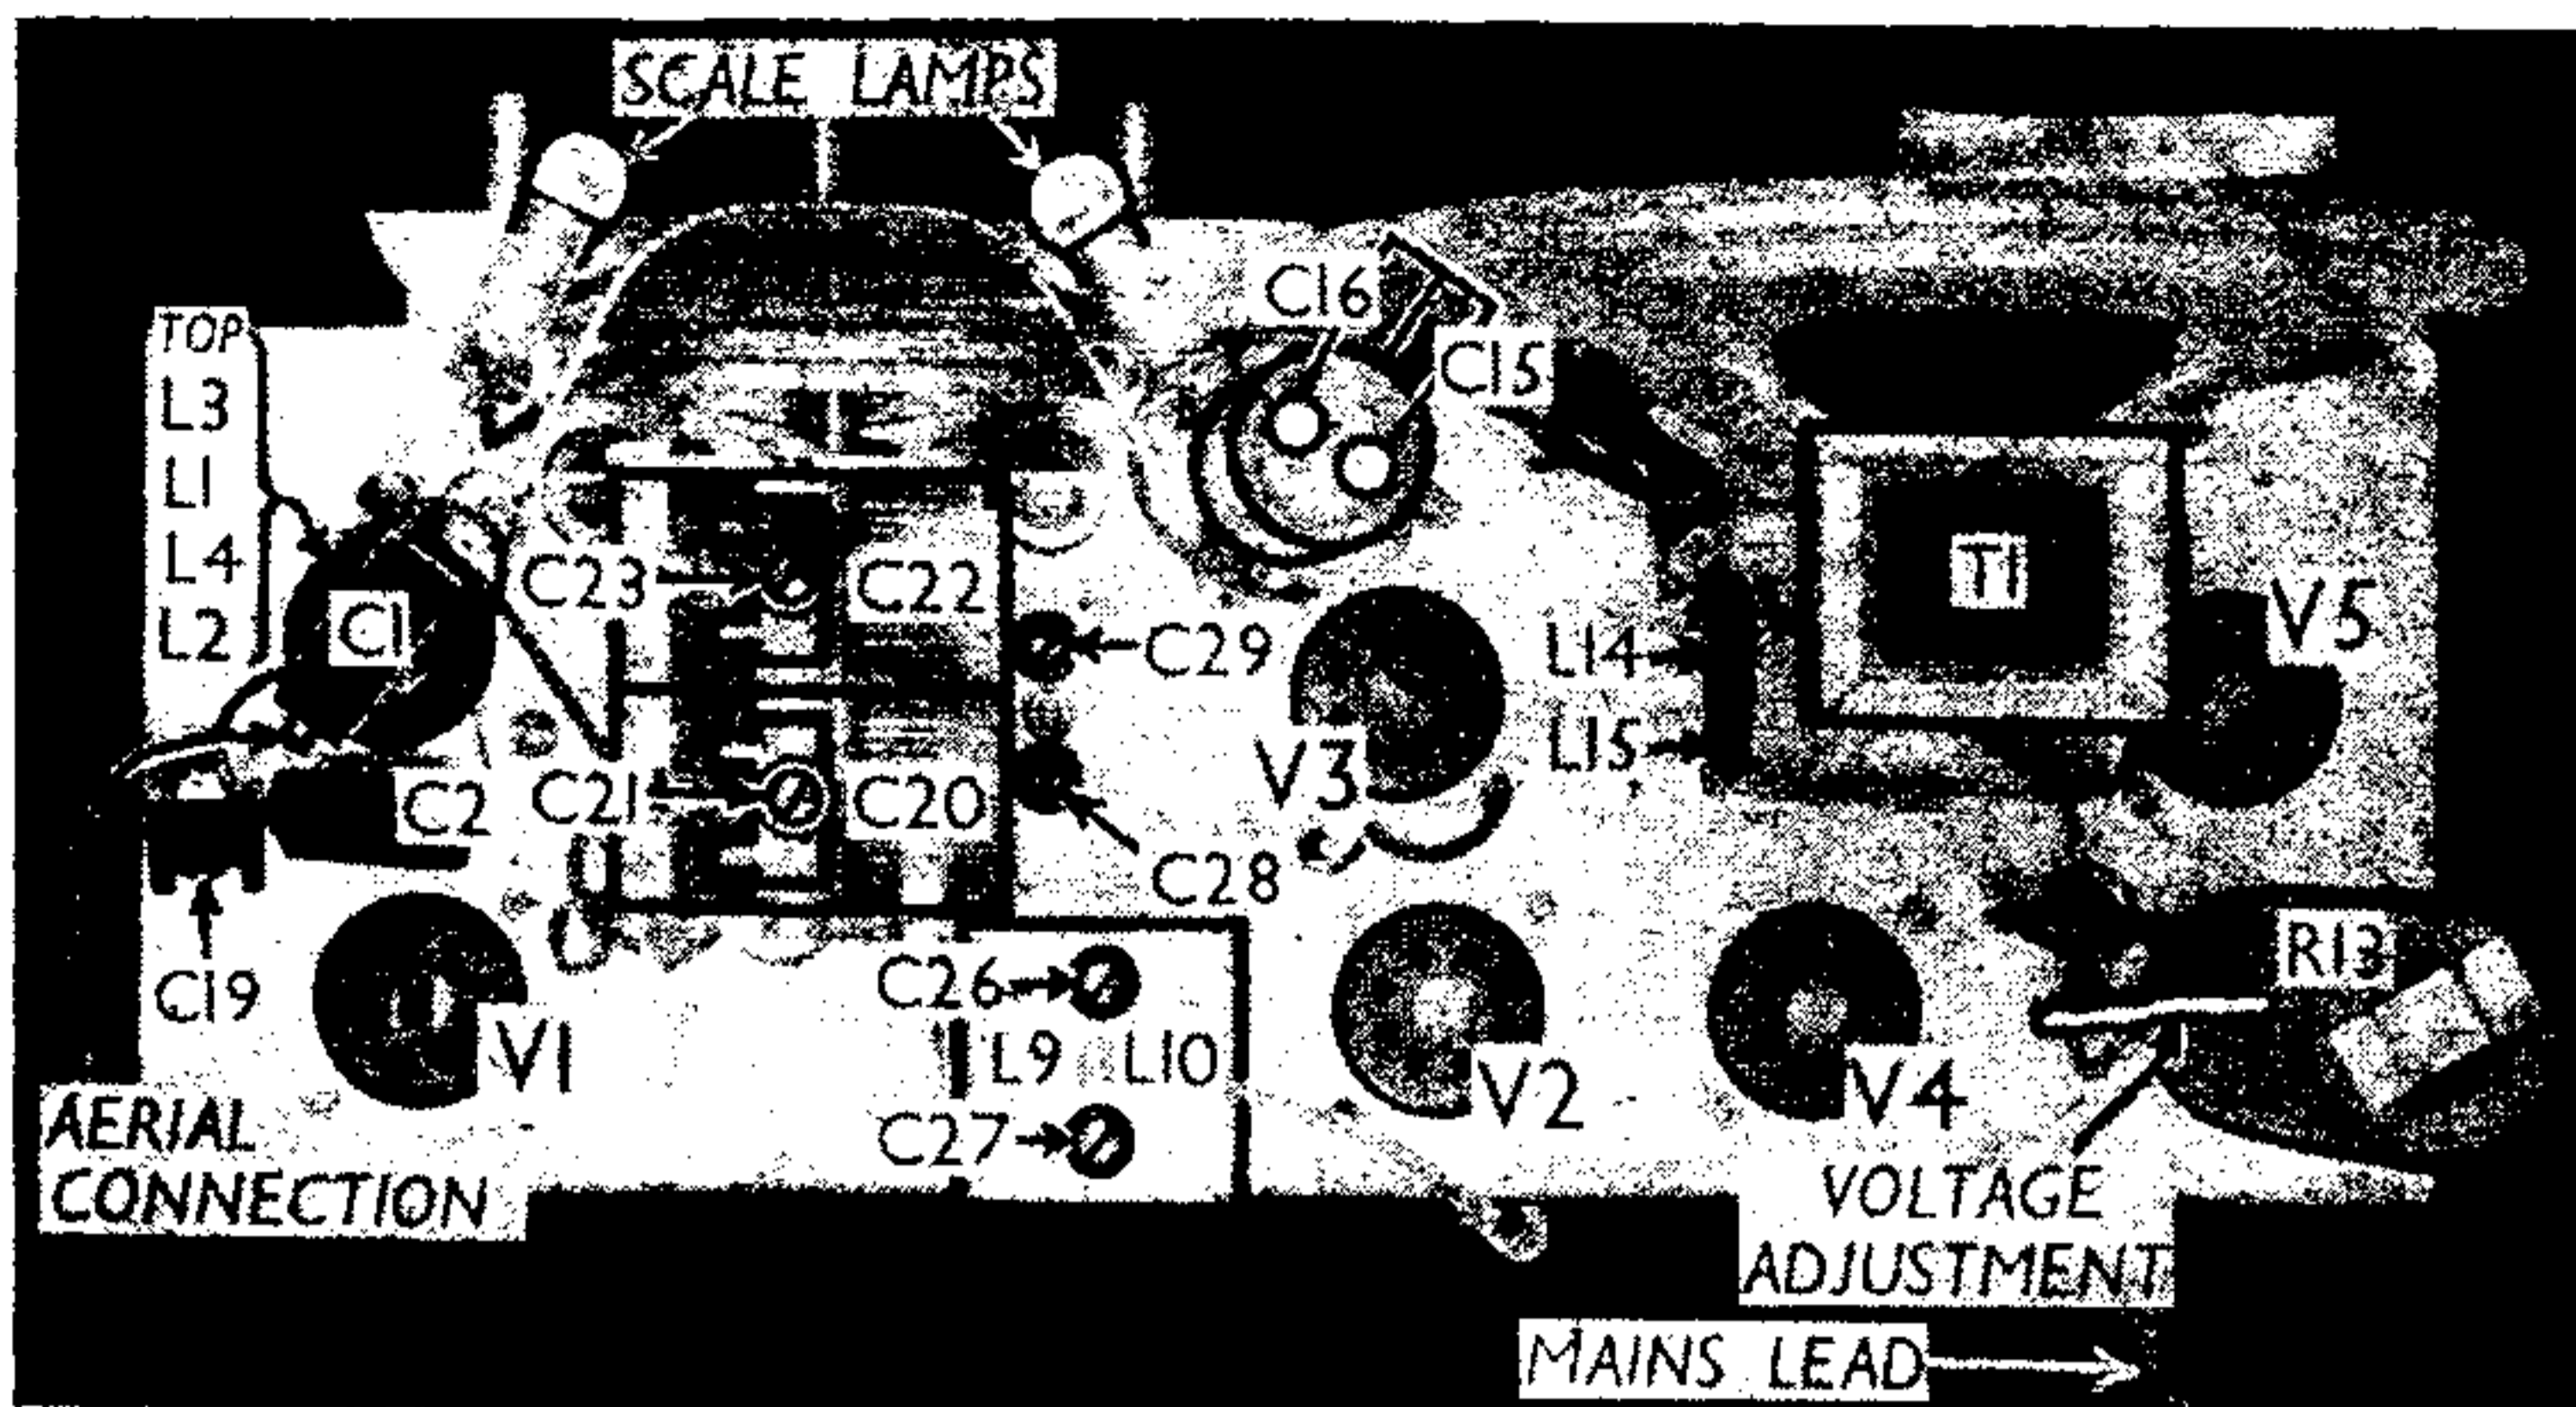 SCALE LAMPS
C16
C15
TOP
L3
L1
L4
L2
C1
C23
C22
C29
C2
C21
C20
C28
V3
L14
L15
T1
V5
C19
V1
C26
L9 L10
C27
V2
V4
R13
AERIAL
CONNECTION
VOLTAGE
ADJUSTMENT
MAINS LEAD